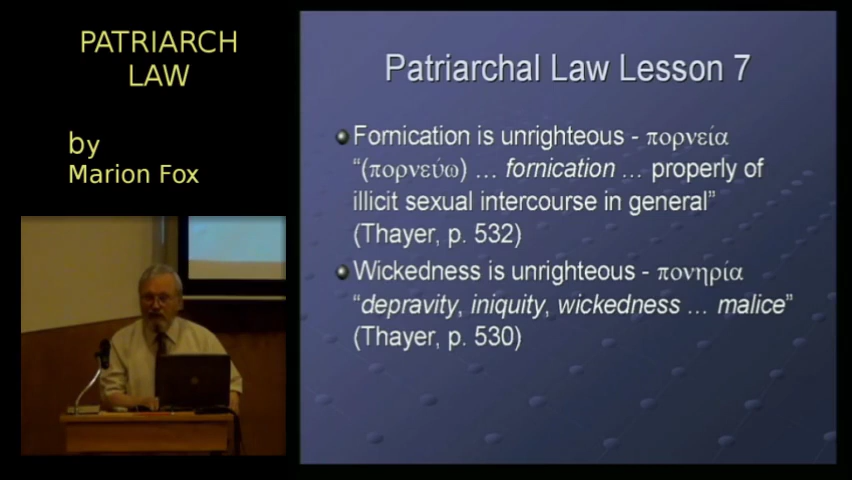 PATRIARCH
LAW
by
Marion Fox
Patriarchal Law Lesson 7
Fornication is unrighteous - πορνεία
“(πορνεύω) … fornication … properly of
illicit sexual intercourse in general”
(Thayer, p. 532)
Wickedness is unrighteous - πονηρία
“depravity, iniquity, wickedness … malice”
(Thayer, p. 530)